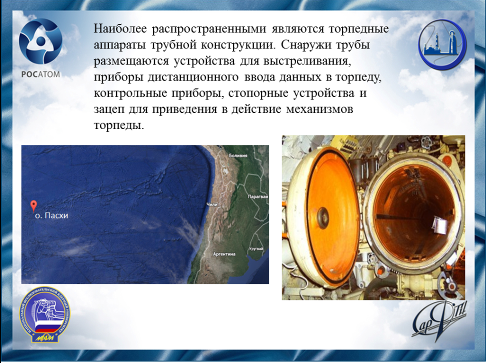 Наиболее распространенными являются торпедные
аппараты трубной конструкции. Снаружи трубы
размещаются устройства для выстреливания,
приборы дистанционного ввода данных в торпеду,
контрольные приборы, стопорные устройства и
зацеп для приведения в действие механизмов
торпеды.
РОСАТОМ
о. Пасхи
Боливия
Парагвай
Чили
Аргентина
Уругвай
СарФТИ